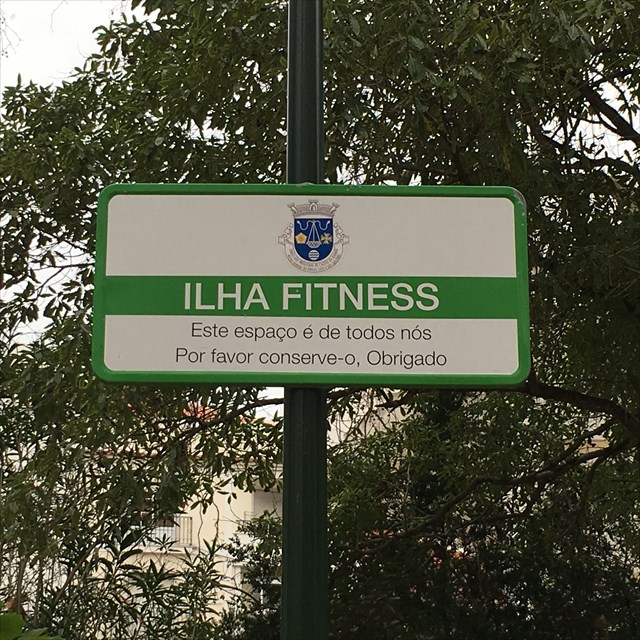 ILHA FITNESS
Este espaço é de todos nós
Por favor conserve-o, Obrigado